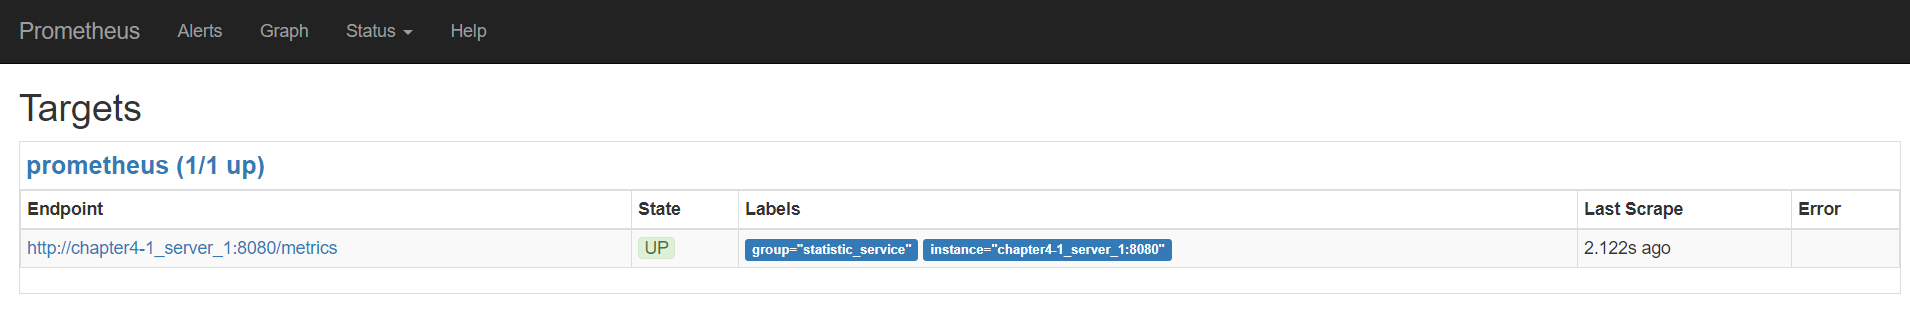 Prometheus Alerts Graph Status Help
Targets
prometheus (1/1 up)
Endpoint State Labels Last Scrape Error
http://chapter4-1_server_1:8080/metrics UP group="statistic_service" instance="chapter4-1_server_1:8080" 2.122s ago